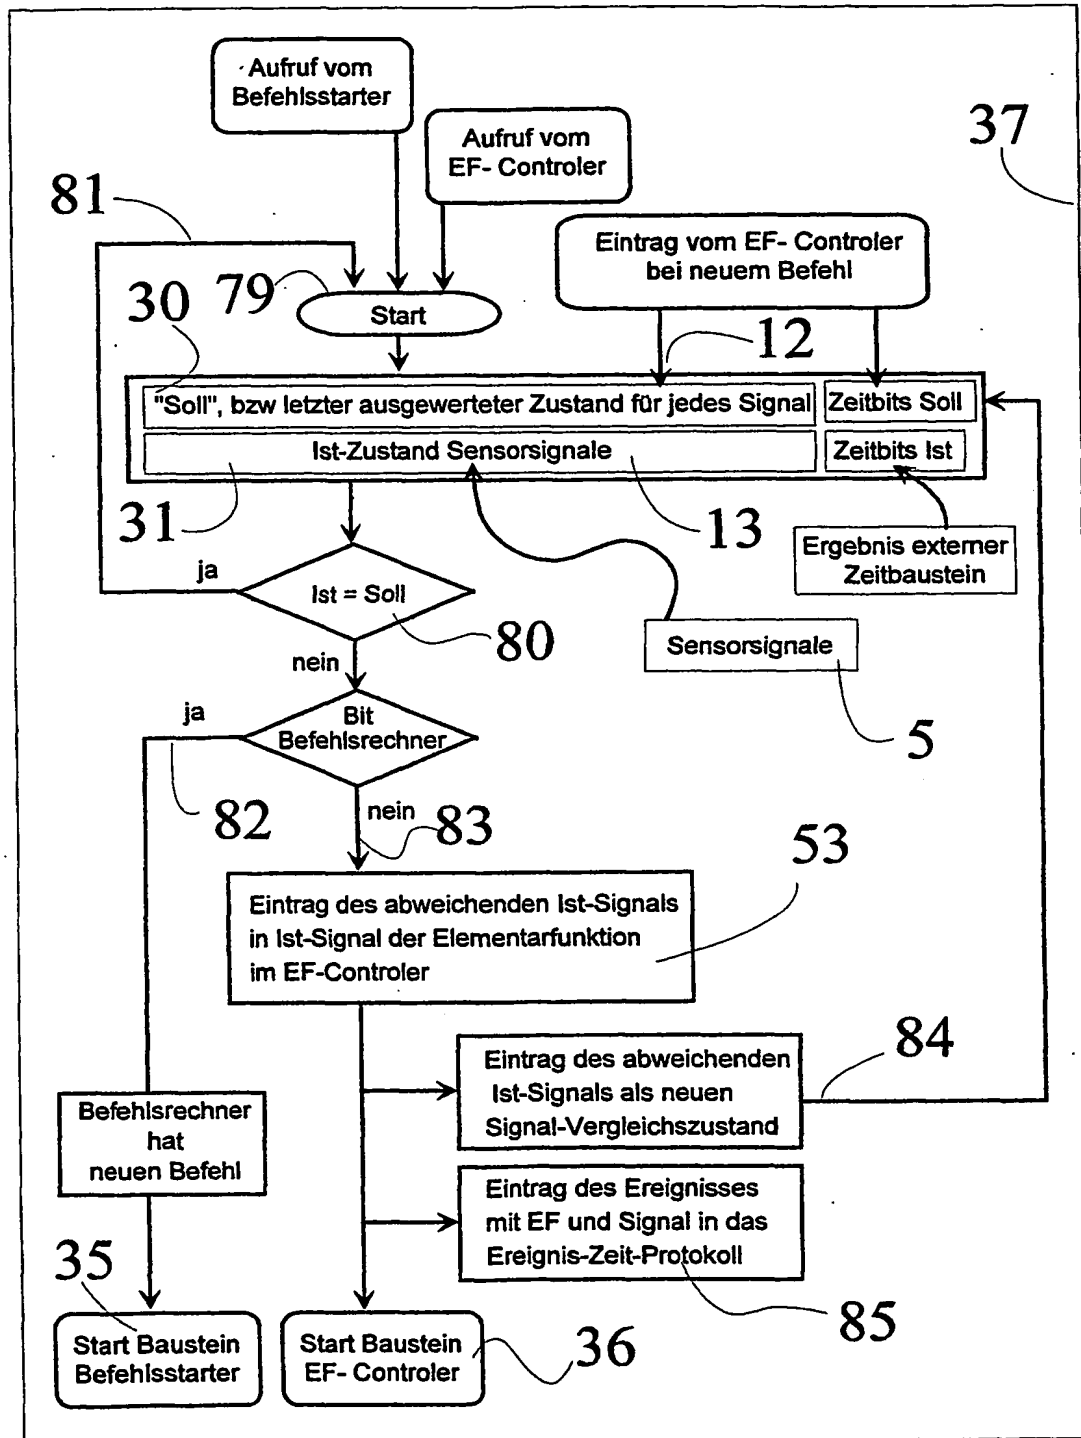 Aufruf vom
Befehlsstarter
Aufruf vom
EF- Controler
37
81
Eintrag vom EF- Controler
bei neuem Befehl
30
79
Start
12
"Soll", bzw letzter ausgewerteter Zustand für jedes Signal
Zeitbits Soll
Ist-Zustand Sensorsignale
Zeitbits Ist
31
13
Ergebnis externer
Zeitbaustein
ja
Ist = Soll
80
Sensorsignale
nein
5
ja
Bit
Befehlsrechner
82
nein
83
53
Eintrag des abweichenden Ist-Signals
in Ist-Signal der Elementarfunktion
im EF-Controler
84
Eintrag des abweichenden
Ist-Signals als neuen
Signal-Vergleichszustand
Befehlsrechner
hat
neuen Befehl
Eintrag des Ereignisses
mit EF und Signal in das
Ereignis-Zeit-Protokoll
35
85
Start Baustein
Befehlsstarter
Start Baustein
EF- Controler
36